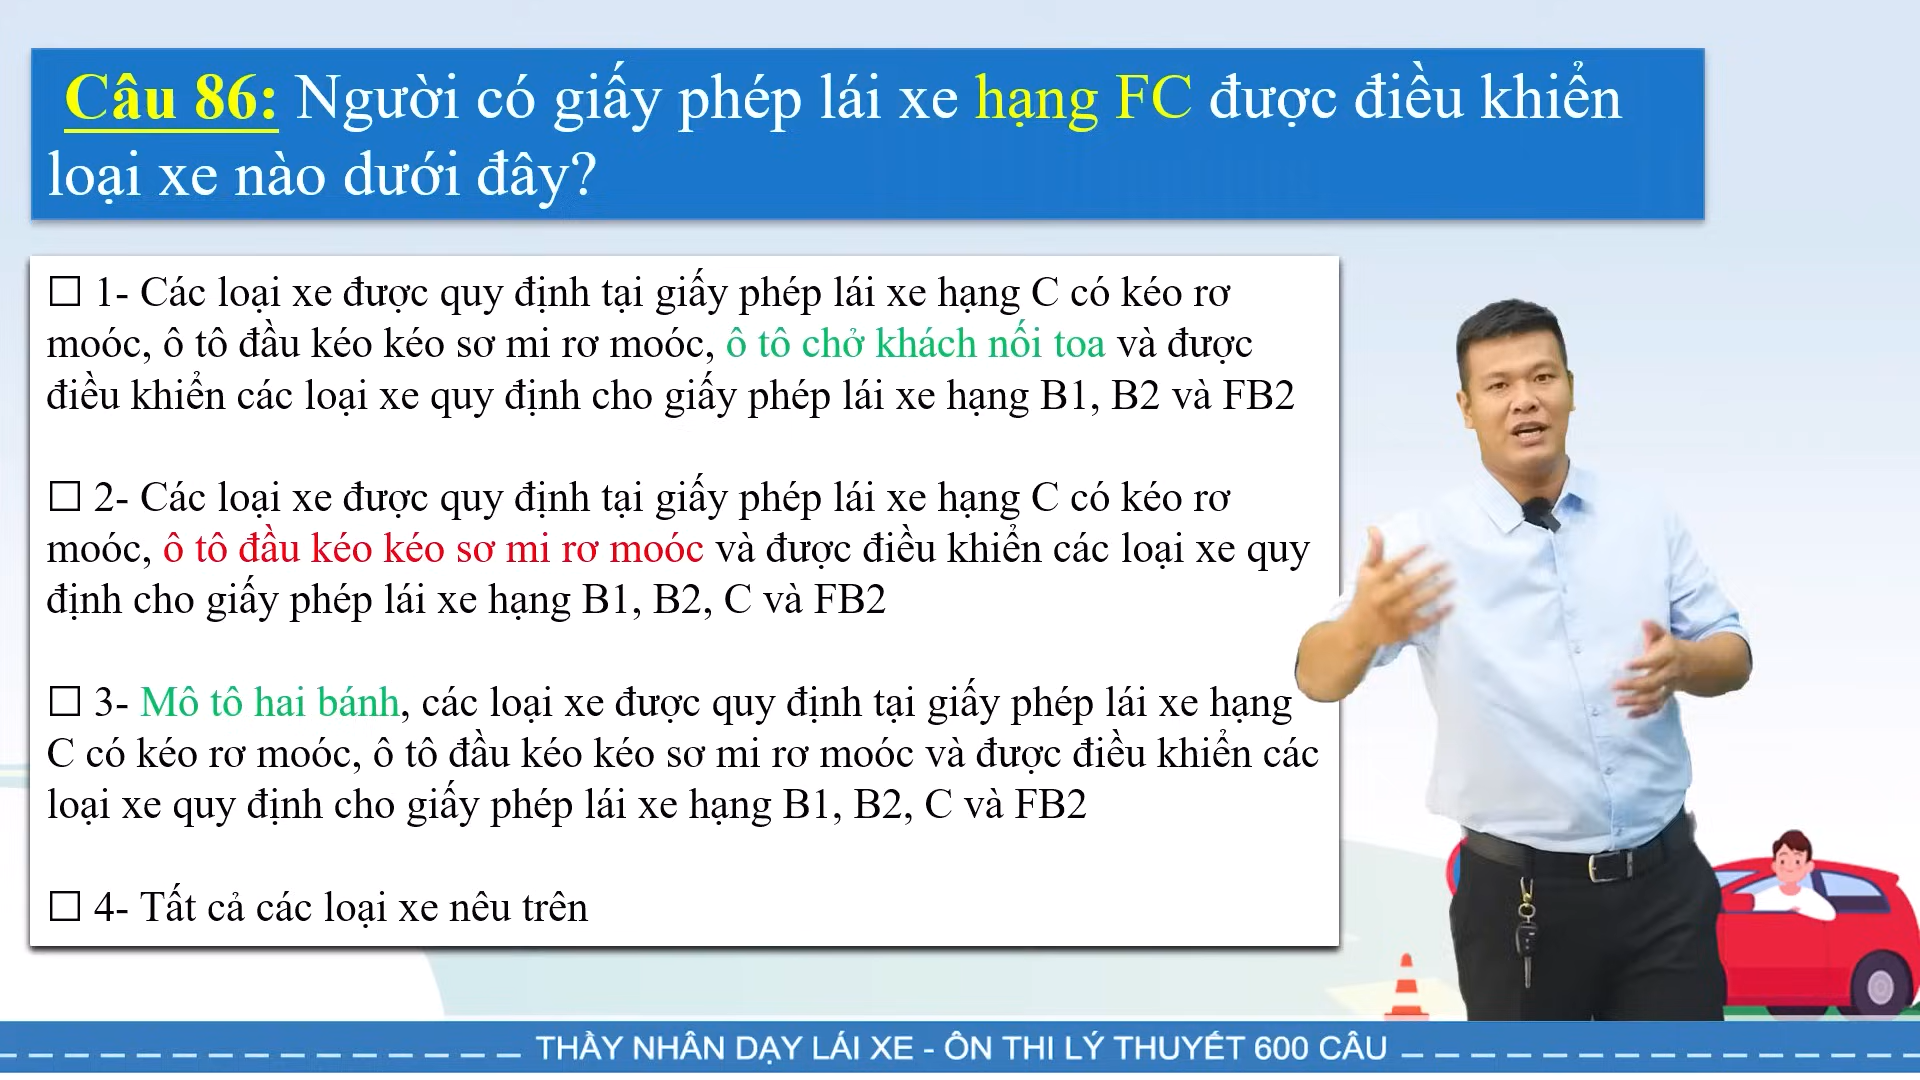 Câu 86: Người có giấy phép lái xe hạng FC được điều khiển
loại xe nào dưới đây?
☐ 1- Các loại xe được quy định tại giấy phép lái xe hạng C có kéo rơ
moóc, ô tô đầu kéo kéo sơ mi rơ moóc, ô tô chở khách nối toa và được
điều khiển các loại xe quy định cho giấy phép lái xe hạng B1, B2 và FB2
☐ 2- Các loại xe được quy định tại giấy phép lái xe hạng C có kéo rơ
moóc, ô tô đầu kéo kéo sơ mi rơ moóc và được điều khiển các loại xe quy
định cho giấy phép lái xe hạng B1, B2, C và FB2
☐ 3- Mô tô hai bánh, các loại xe được quy định tại giấy phép lái xe hạng
C có kéo rơ moóc, ô tô đầu kéo kéo sơ mi rơ moóc và được điều khiển các
loại xe quy định cho giấy phép lái xe hạng B1, B2, C và FB2
☐ 4- Tất cả các loại xe nêu trên
THẦY NHÂN DẠY LÁI XE - ÔN THI LÝ THUYẾT 600 CÂU